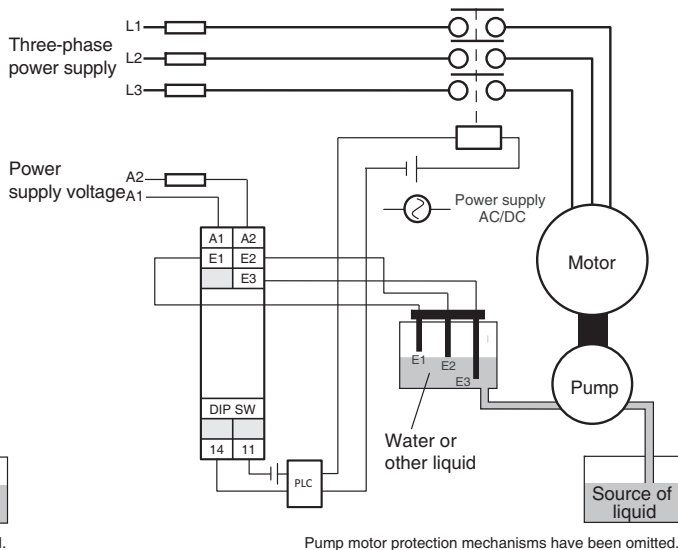 L1
Three-phase
power supply
L2
L3
Power
supply voltage
A2
A1
Power supply
AC/DC
A1 A2
E1 E2
E3
Motor
E1
E2
E3
Pump
DIP SW
14 11
PLC
Water or
other liquid
Source of
liquid
Pump motor protection mechanisms have been omitted.